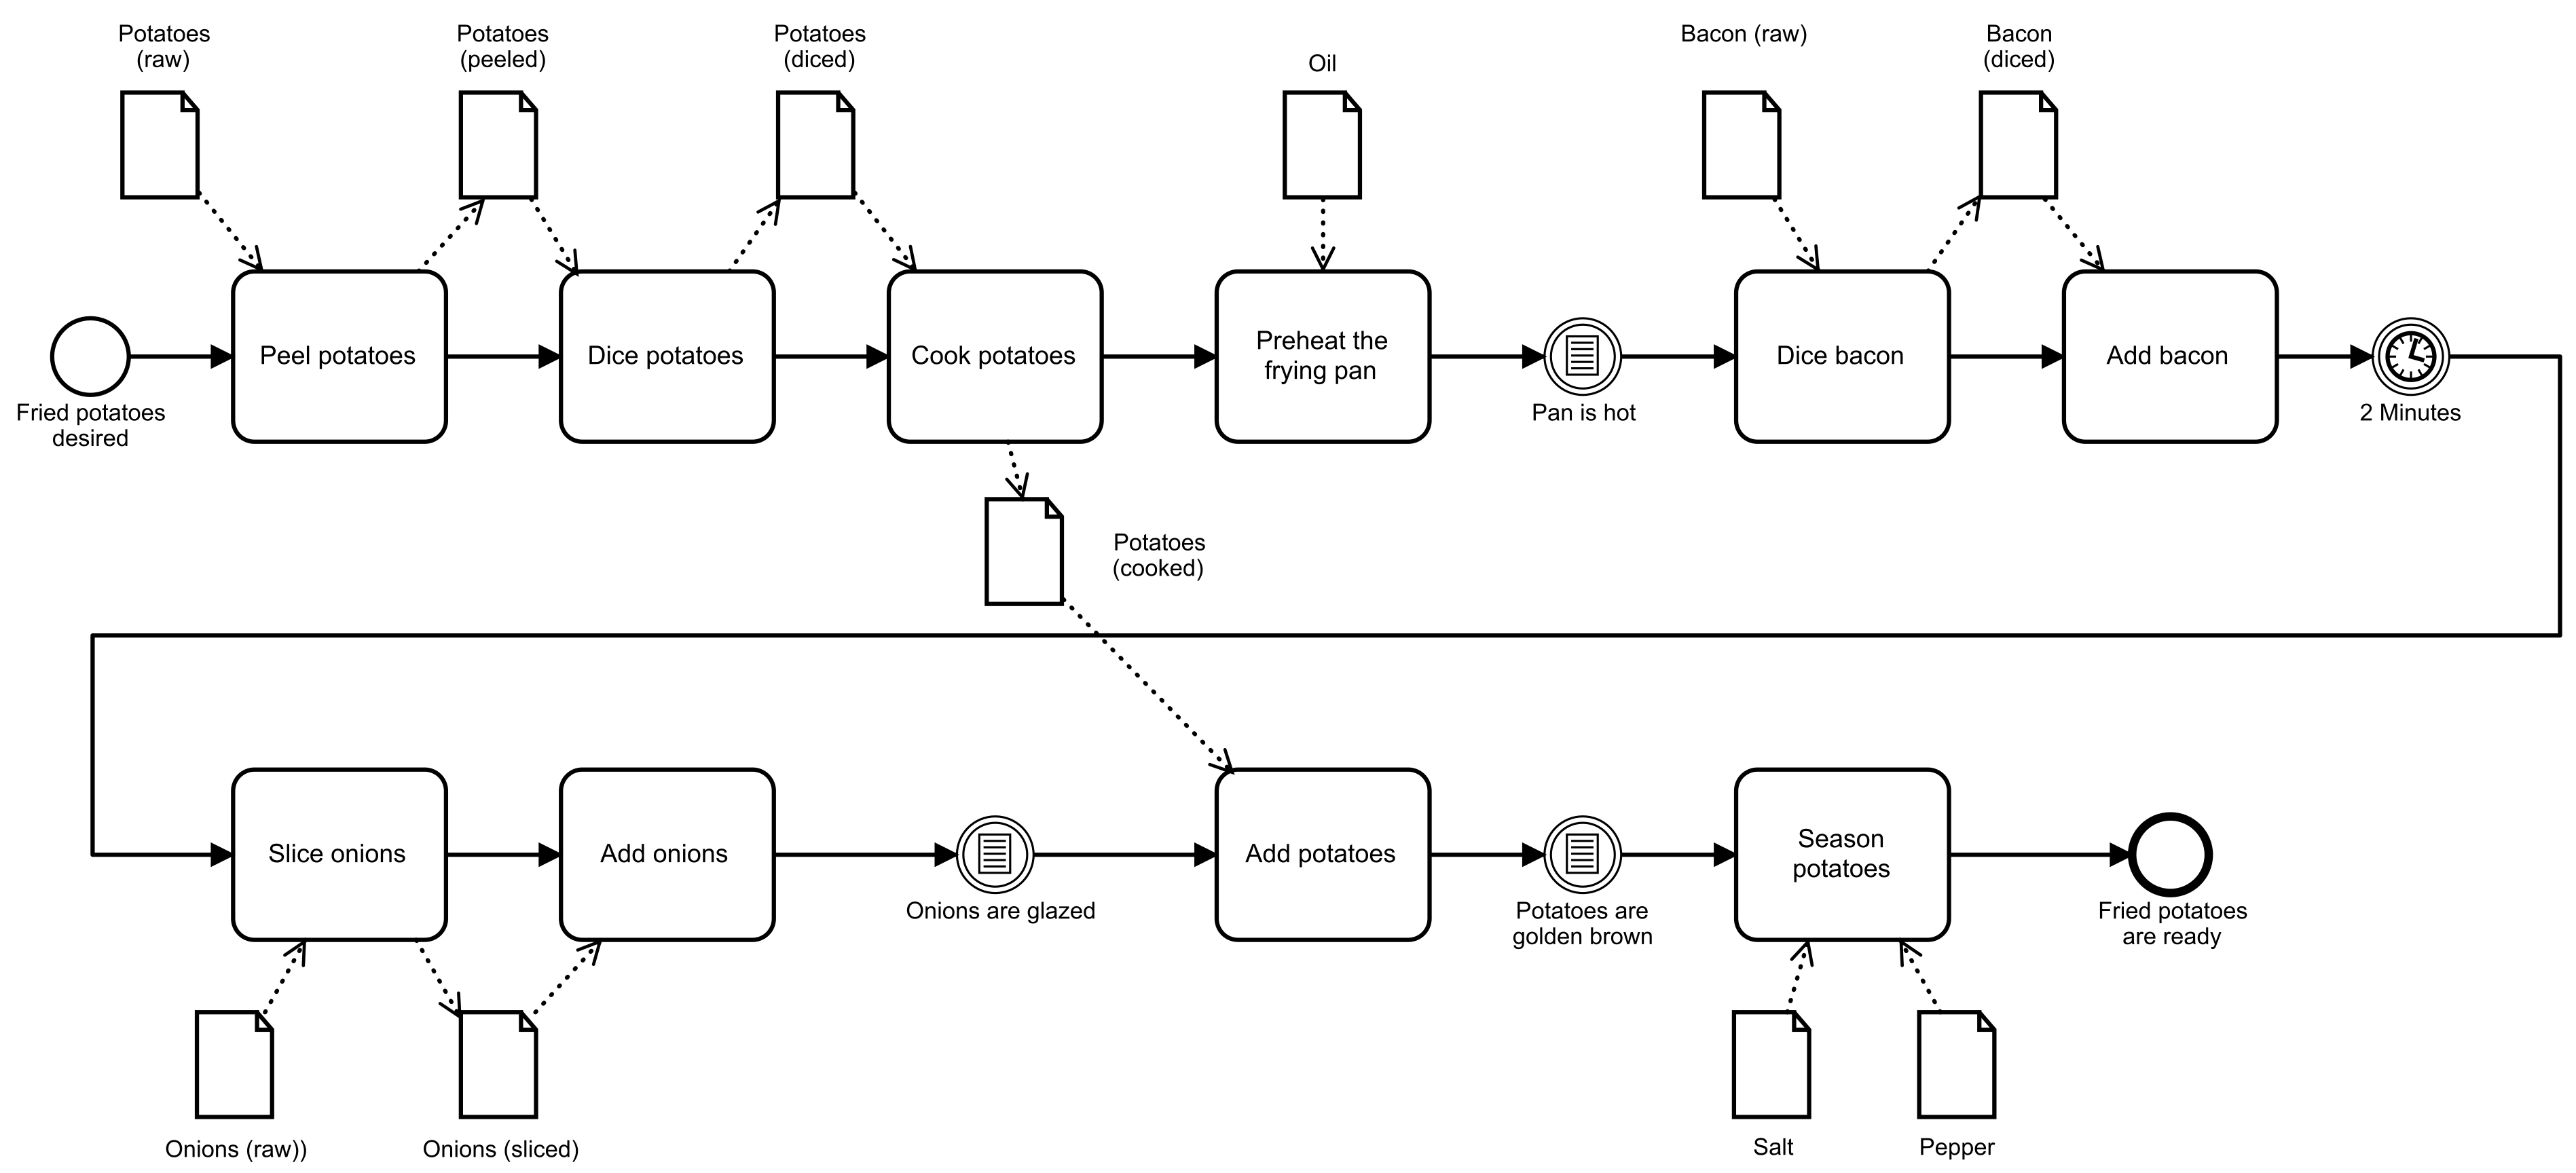 Potatoes
(raw)
Potatoes
(peeled)
Potatoes
(diced)
Oil
Bacon (raw)
Bacon
(diced)
Fried potatoes
desired
Peel potatoes
Dice potatoes
Cook potatoes
Preheat the
frying pan
Pan is hot
Dice bacon
Add bacon
2 Minutes
Potatoes
(cooked)
Slice onions
Add onions
Onions are glazed
Add potatoes
Potatoes are
golden brown
Season
potatoes
Fried potatoes
are ready
Onions (raw))
Onions (sliced)
Salt
Pepper